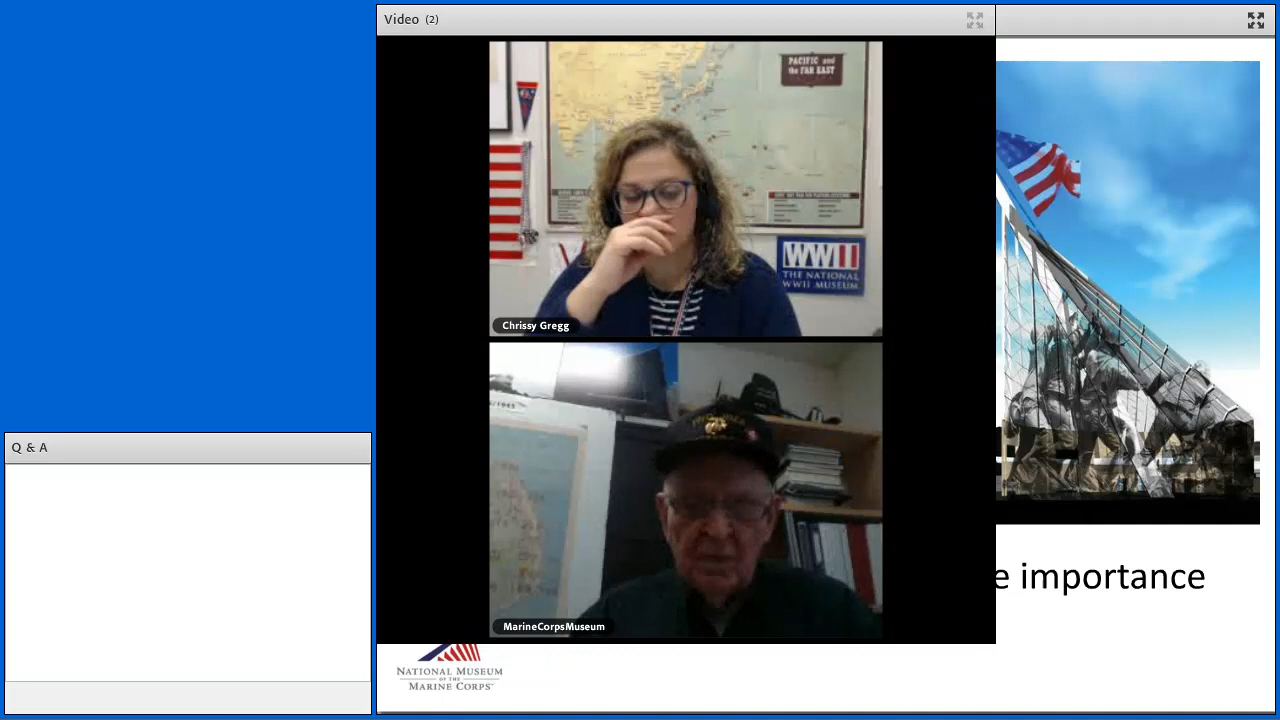 Video (2)
PACIFIC and
the FAR EAST
WWII
THE NATIONAL
WWII MUSEUM
Chrissy Gregg
Q & A
MarineCorpsMuseum
e importance
NATIONAL MUSEUM
OF THE
MARINE CORPS